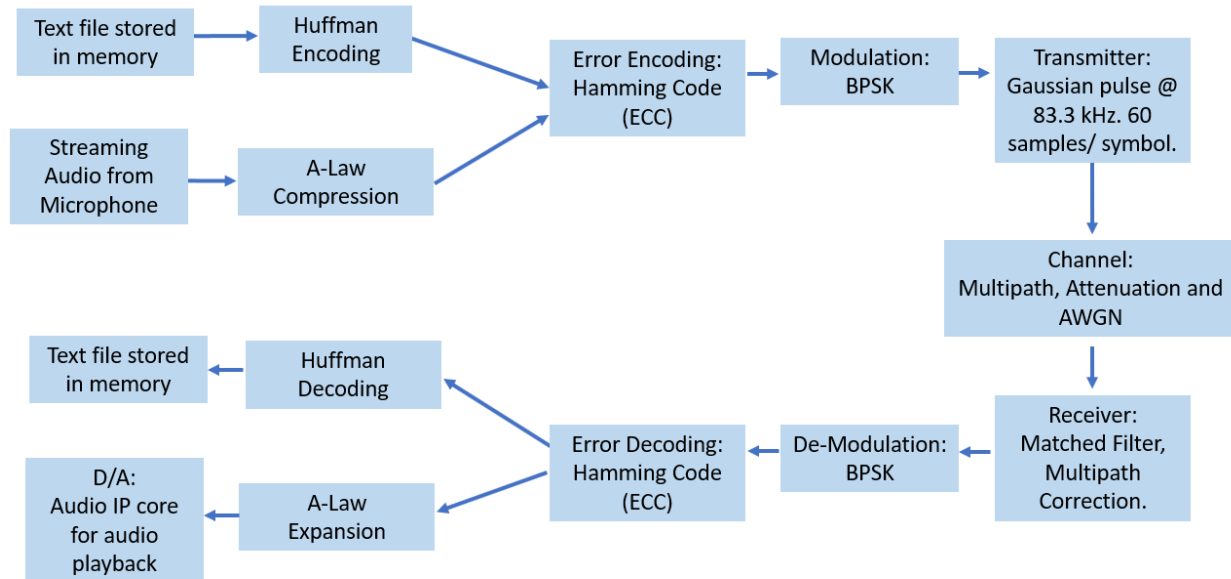 Text file stored
in memory
Huffman
Encoding
Streaming
Audio from
Microphone
A-Law
Compression
Error Encoding:
Hamming Code
(ECC)
Modulation:
BPSK
Transmitter:
Gaussian pulse @
83.3 kHz. 60
samples/ symbol.
Channel:
Multipath, Attenuation and
AWGN
Receiver:
Matched Filter,
Multipath
Correction.
De-Modulation:
BPSK
Error Decoding:
Hamming Code
(ECC)
Huffman
Decoding
Text file stored
in memory
A-Law
Expansion
D/A:
Audio IP core
for audio
playback